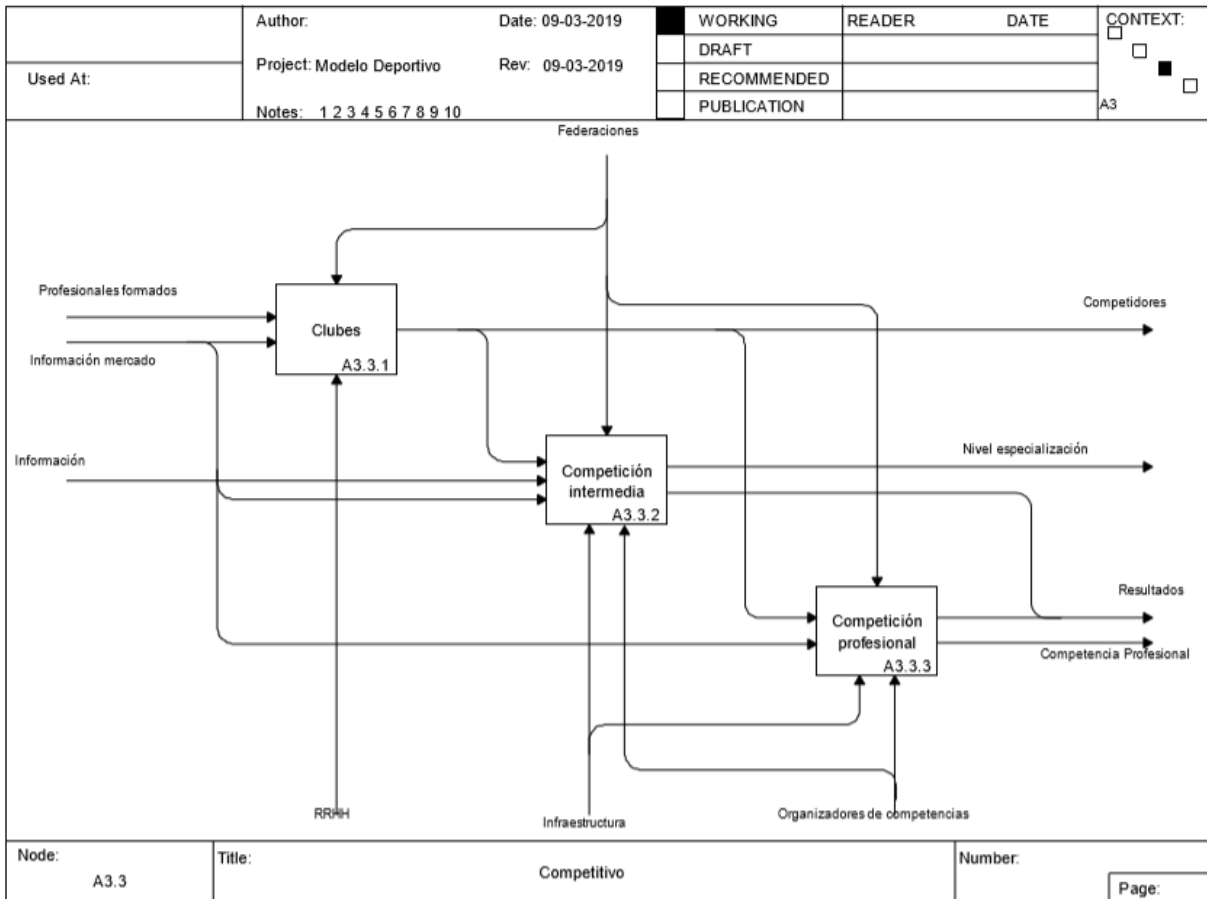 Used At:
Author:
Date: 09-03-2019
Project: Modelo Deportivo
Rev: 09-03-2019
Notes: 1 2 3 4 5 6 7 8 9 10
WORKING
DRAFT
RECOMMENDED
PUBLICATION
READER
DATE
CONTEXT:
A3
Federaciones
Profesionales formados
Información mercado
Información
Clubes
A3.3.1
Competidores
Competición
intermedia
A3.3.2
Nivel especialización
Competición
profesional
A3.3.3
Resultados
Competencia Profesional
RRHH
Infraestructura
Organizadores de competencias
Node:
A3.3
Title:
Competitivo
Number:
Page: